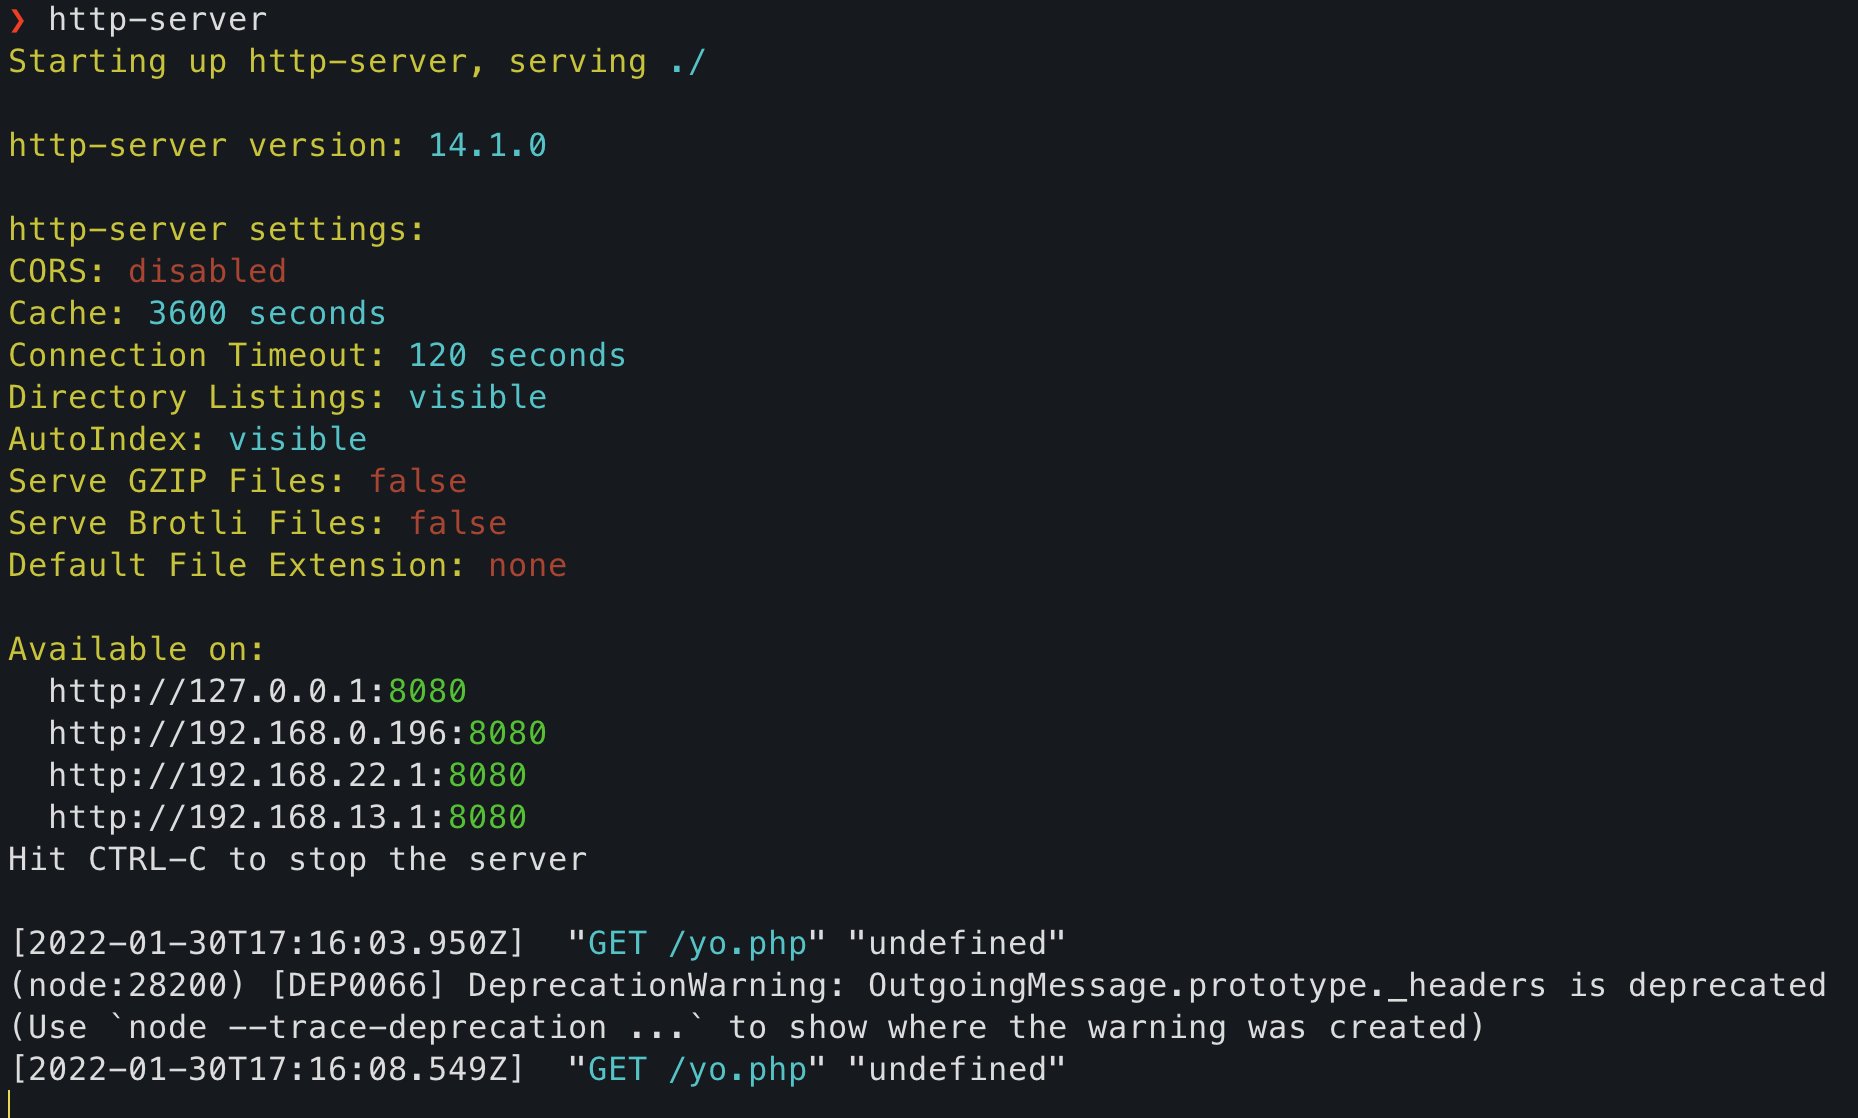 ❯ http-server
Starting up http-server, serving ./
http-server version: 14.1.0
http-server settings:
CORS: disabled
Cache: 3600 seconds
Connection Timeout: 120 seconds
Directory Listings: visible
AutoIndex: visible
Serve GZIP Files: false
Serve Brotli Files: false
Default File Extension: none
Available on:
  http://127.0.0.1:8080
  http://192.168.0.196:8080
  http://192.168.22.1:8080
  http://192.168.13.1:8080
Hit CTRL-C to stop the server
[2022-01-30T17:16:03.950Z]  "GET /yo.php" "undefined"
(node:28200) [DEP0066] DeprecationWarning: OutgoingMessage.prototype._headers is deprecated
(Use `node --trace-deprecation ...` to show where the warning was created)
[2022-01-30T17:16:08.549Z]  "GET /yo.php" "undefined"